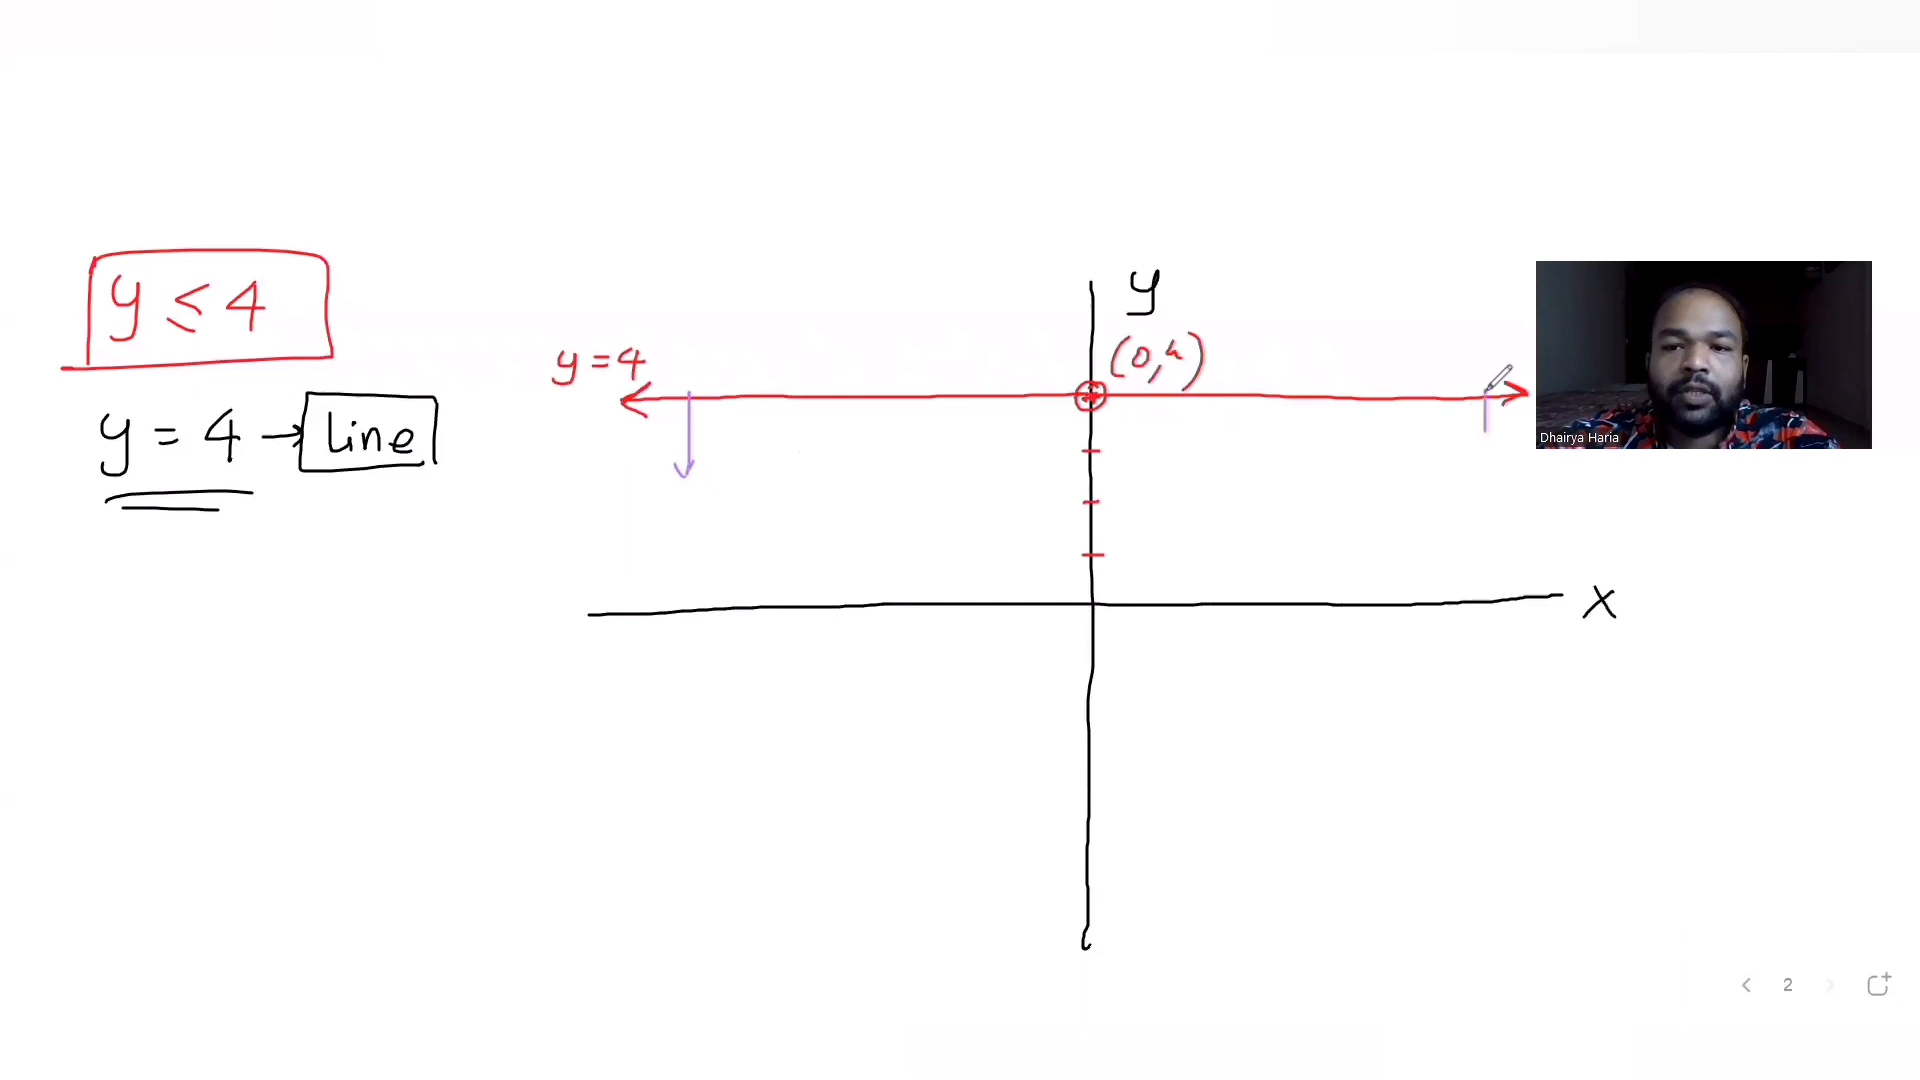 y ≤ 4
y = 4 → line
y
(0,4)
y = 4
x
Dhairya Haria
2